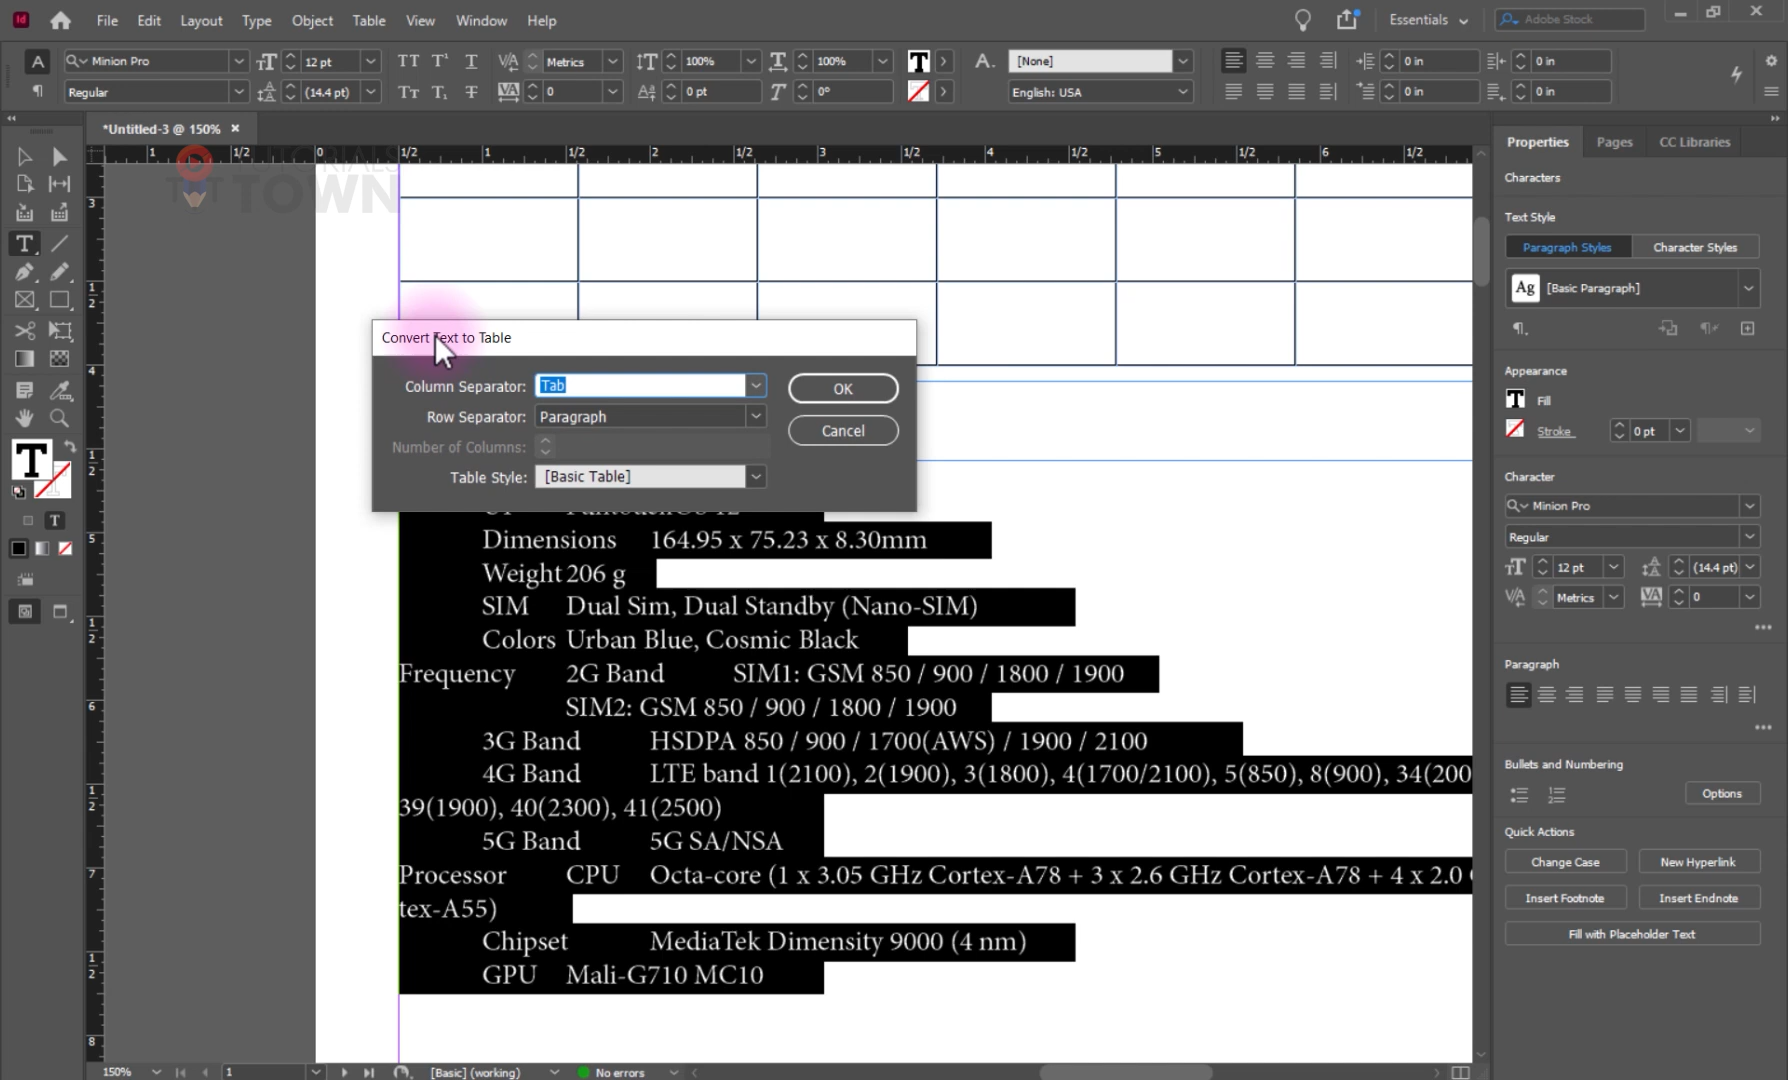 File Edit Layout Type Object Table View Window Help
Essentials
Adobe Stock
A Minion Pro 12 pt Metrics 100% 100% [None] 0 in 0 in
Regular (14.4 pt) 0 0 pt 0° English: USA 0 in 0 in
*Untitled-3 @ 150%
TUTORIALS
TOWN
Convert Text to Table
Column Separator: Tab OK
Row Separator: Paragraph Cancel
Number of Columns:
Table Style: [Basic Table]
Dimensions 164.95 x 75.23 x 8.30mm
Weight 206 g
SIM Dual Sim, Dual Standby (Nano-SIM)
Colors Urban Blue, Cosmic Black
Frequency 2G Band SIM1: GSM 850 / 900 / 1800 / 1900
SIM2: GSM 850 / 900 / 1800 / 1900
3G Band HSDPA 850 / 900 / 1700(AWS) / 1900 / 2100
4G Band LTE band 1(2100), 2(1900), 3(1800), 4(1700/2100), 5(850), 8(900), 34(200
39(1900), 40(2300), 41(2500)
5G Band 5G SA/NSA
Processor CPU Octa-core (1 x 3.05 GHz Cortex-A78 + 3 x 2.6 GHz Cortex-A78 + 4 x 2.0
tex-A55)
Chipset MediaTek Dimensity 9000 (4 nm)
GPU Mali-G710 MC10
Properties Pages CC Libraries
Characters
Text Style
Paragraph Styles Character Styles
Ag [Basic Paragraph]
Appearance
Fill
Stroke 0 pt
Character
Minion Pro
Regular
12 pt (14.4 pt)
Metrics 0
Paragraph
Bullets and Numbering
Options
Quick Actions
Change Case New Hyperlink
Insert Footnote Insert Endnote
Fill with Placeholder Text
150% 1 [Basic] (working) No errors